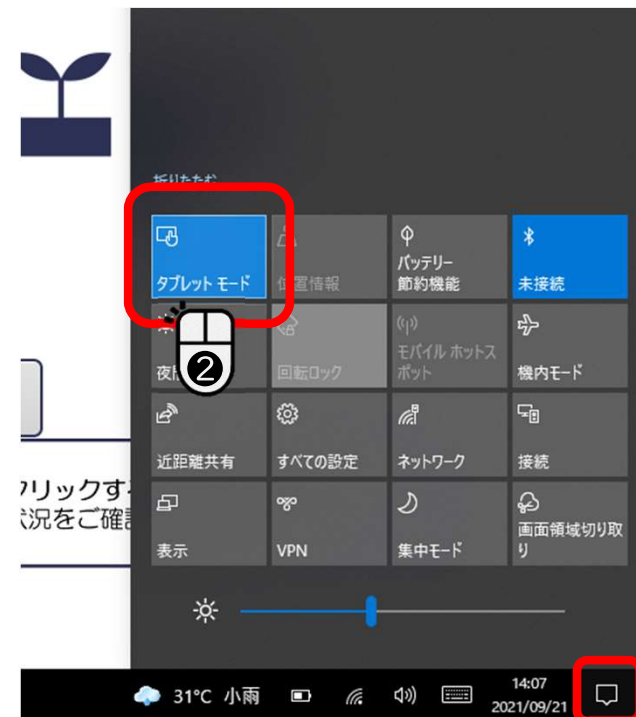 折りたたむ
タブレット モード
位置情報
バッテリー
節約機能
未接続
夜間
回転ロック
モバイル ホットス
ポット
機内モード
❷
近距離共有
すべての設定
ネットワーク
接続
クリックす
状況をご確認
表示
VPN
集中モード
画面領域切り取
り
31°C 小雨
14:07
2021/09/21